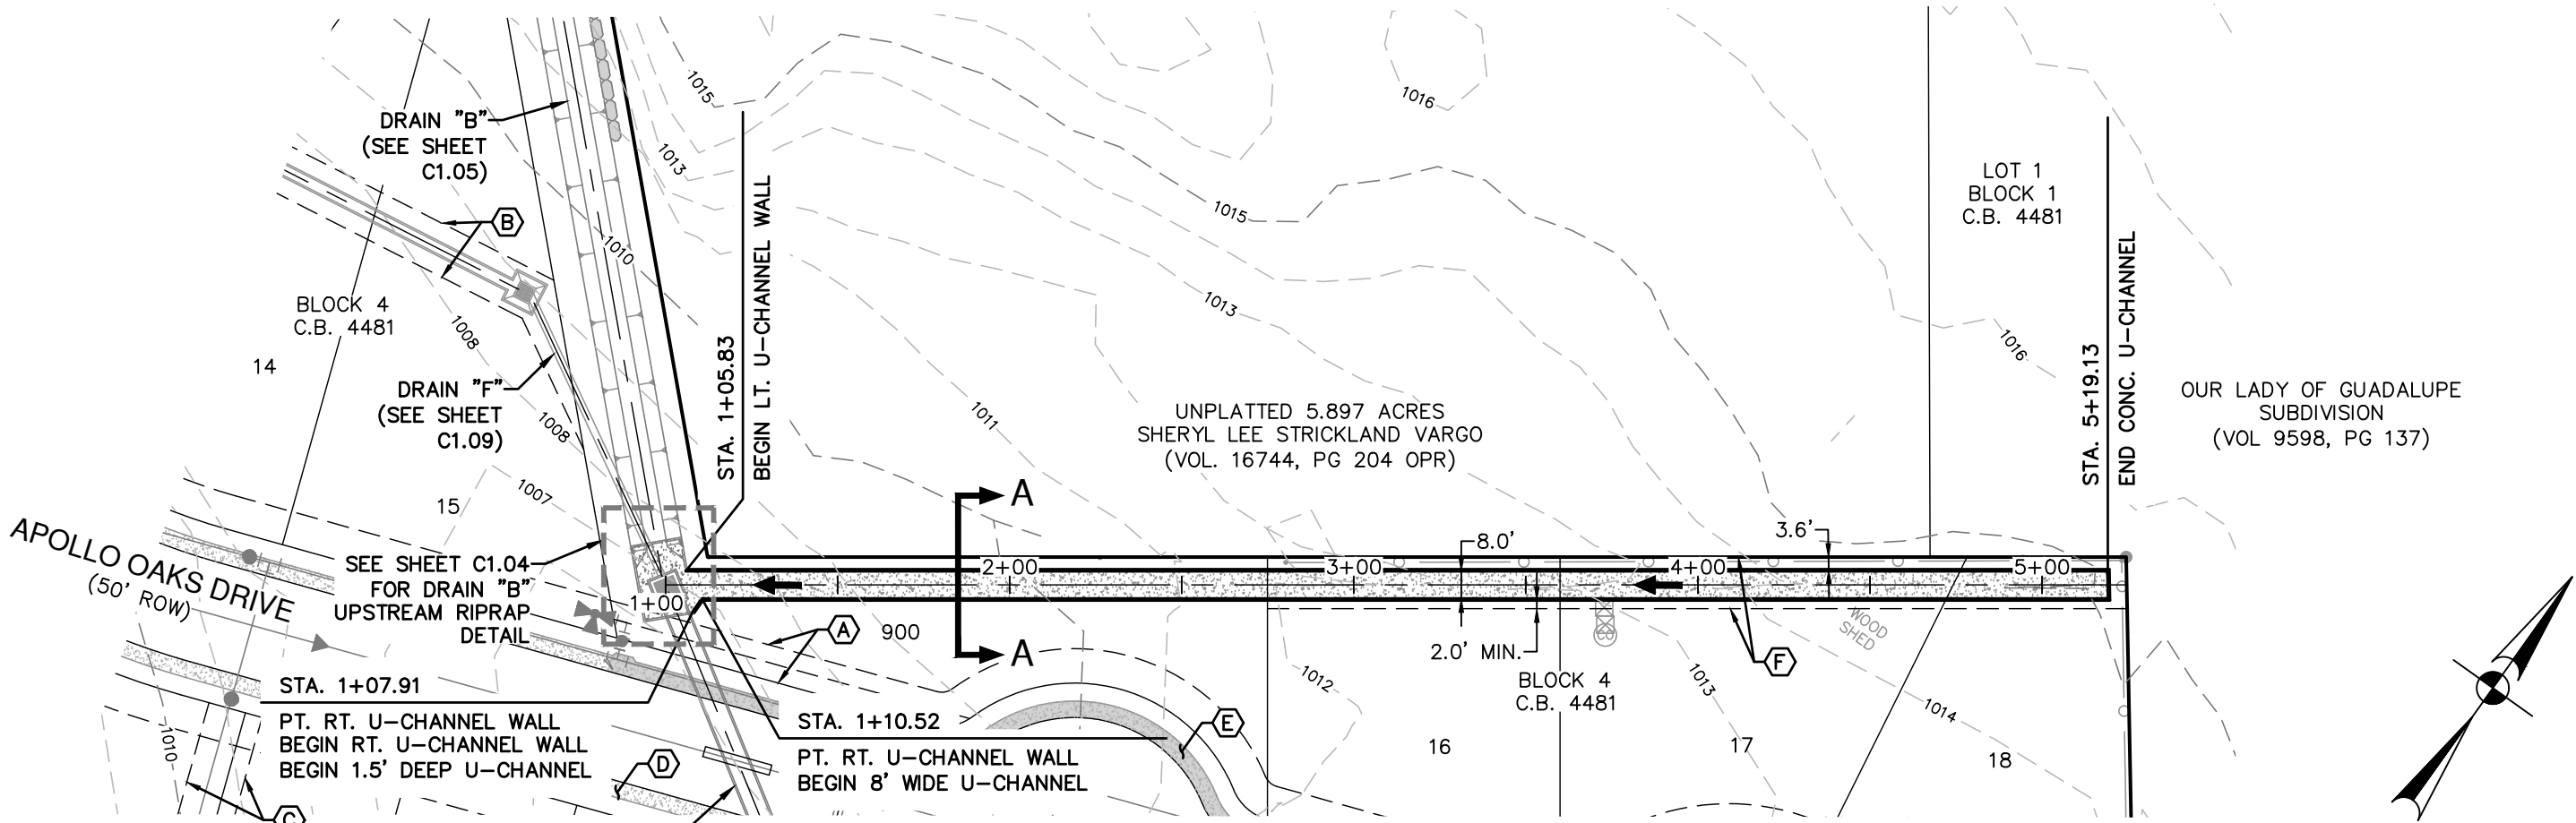 DRAIN "B"
(SEE SHEET
C1.05)
1015
1013
1010
B
BLOCK 4
C.B. 4481
14
1008
DRAIN "F"
(SEE SHEET
C1.09)
1008
1007
15
STA. 1+05.83
BEGIN LT. U-CHANNEL WALL
1016
1015
1013
1011
UNPLATTED 5.897 ACRES
SHERYL LEE STRICKLAND VARGO
(VOL. 16744, PG 204 OPR)
LOT 1
BLOCK 1
C.B. 4481
1016
STA. 5+19.13
END CONC. U-CHANNEL
OUR LADY OF GUADALUPE
SUBDIVISION
(VOL 9598, PG 137)
A
A
8.0'
3.6'
2.0' MIN.
1+00
2+00
3+00
4+00
5+00
APOLLO OAKS DRIVE
(50' ROW)
SEE SHEET C1.04
FOR DRAIN "B"
UPSTREAM RIPRAP
DETAIL
A
900
CO
WOOD
SHED
F
BLOCK 4
C.B. 4481
1012
1013
1014
16
17
18
STA. 1+07.91
PT. RT. U-CHANNEL WALL
BEGIN RT. U-CHANNEL WALL
BEGIN 1.5' DEEP U-CHANNEL
STA. 1+10.52
PT. RT. U-CHANNEL WALL
BEGIN 8' WIDE U-CHANNEL
E
D
C
1010